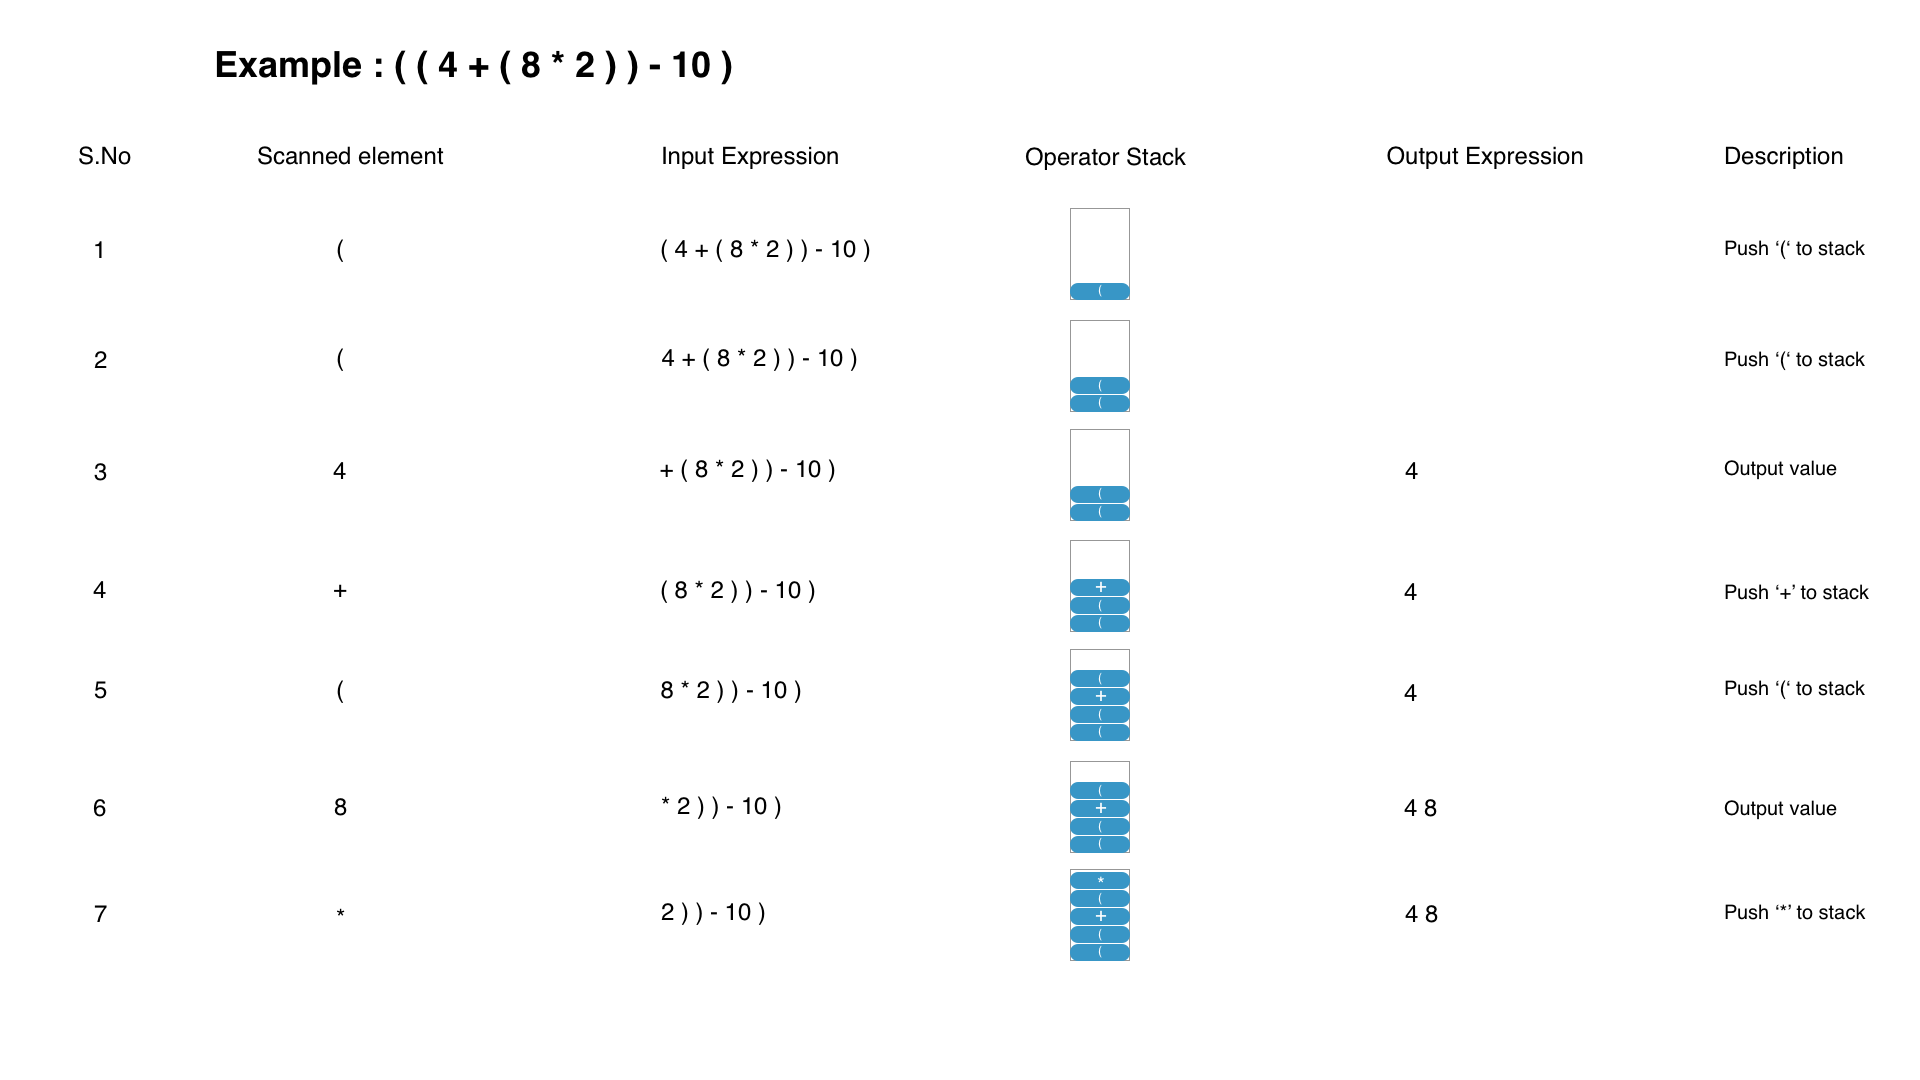 Example : ( ( 4 + ( 8 * 2 ) ) - 10 )
S.No Scanned element Input Expression Operator Stack Output Expression Description
1 ( ( 4 + ( 8 * 2 ) ) - 10 ) Push ‘(‘ to stack
(
2 ( 4 + ( 8 * 2 ) ) - 10 ) Push ‘(‘ to stack
(
(
3 4 + ( 8 * 2 ) ) - 10 ) 4 Output value
(
(
4 + ( 8 * 2 ) ) - 10 ) 4 Push ‘+’ to stack
+
(
(
5 ( 8 * 2 ) ) - 10 ) 4 Push ‘(‘ to stack
(
+
(
(
6 8 * 2 ) ) - 10 ) 4 8 Output value
(
+
(
(
7 * 2 ) ) - 10 ) 4 8 Push ‘*’ to stack
*
(
+
(
(